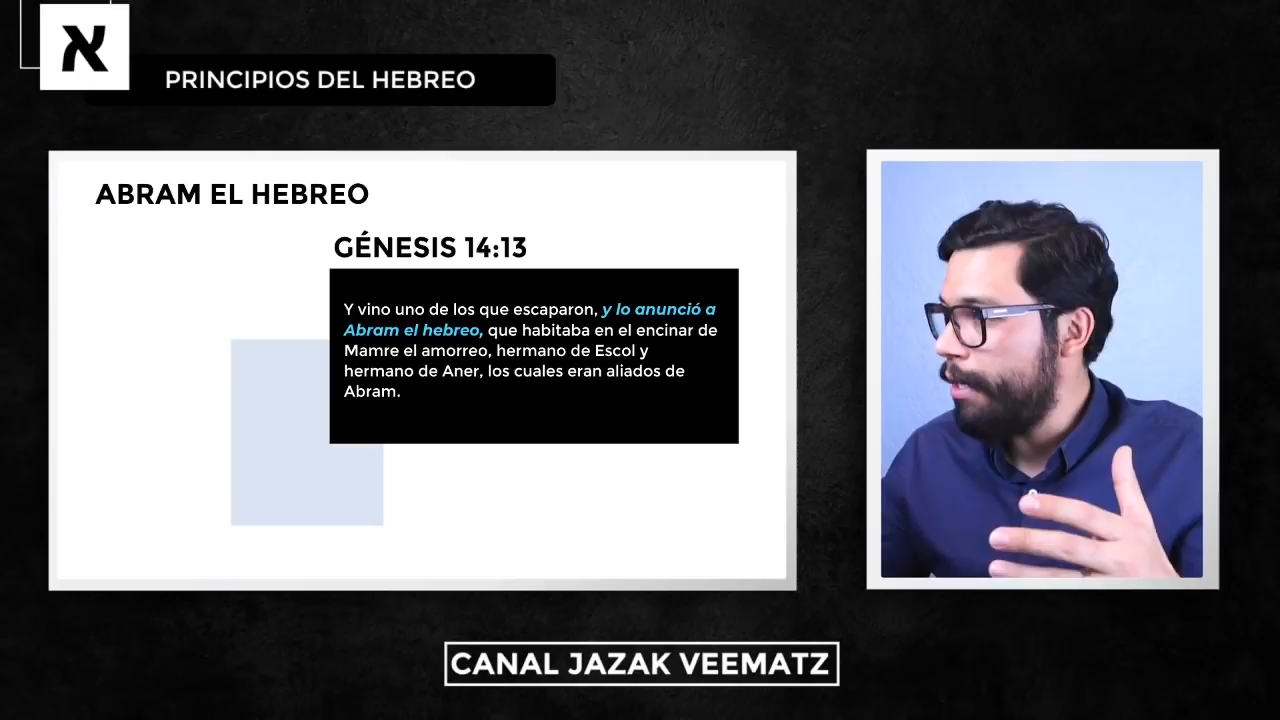 א
PRINCIPIOS DEL HEBREO
ABRAM EL HEBREO
GÉNESIS 14:13
Y vino uno de los que escaparon, y lo anunció a
Abram el hebreo, que habitaba en el encinar de
Mamre el amorreo, hermano de Escol y
hermano de Aner, los cuales eran aliados de
Abram.
CANAL JAZAK VEEMATZ